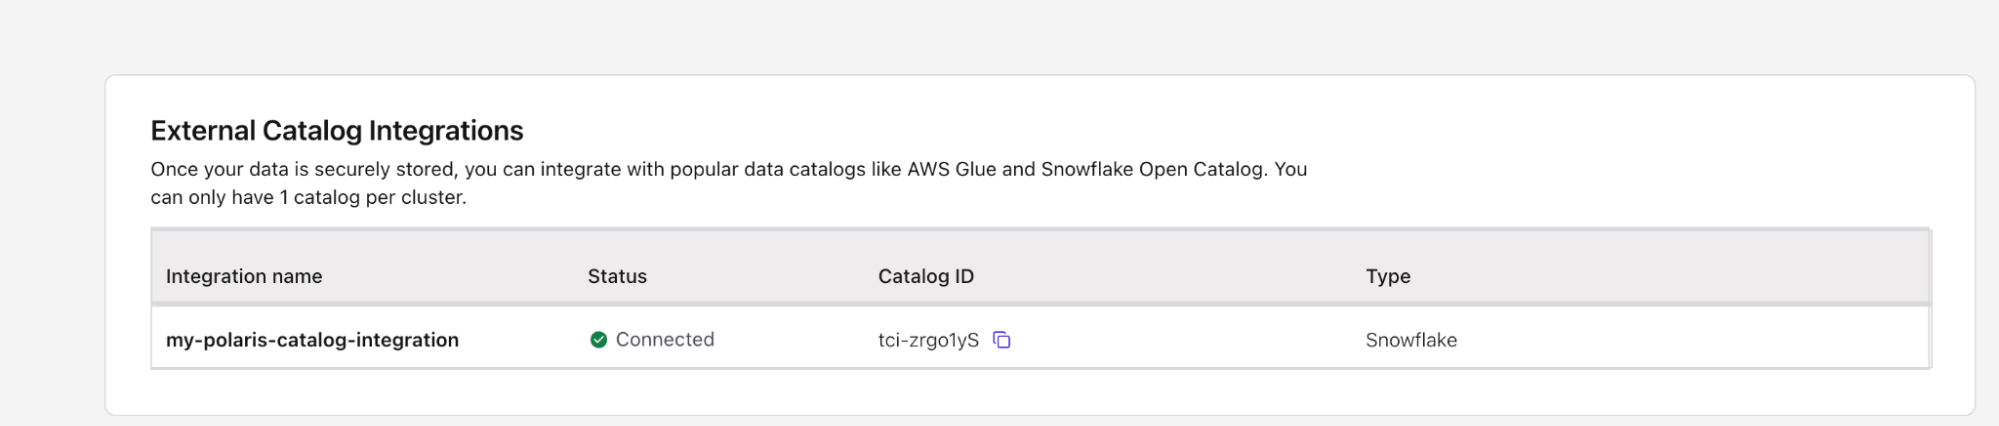 External Catalog Integrations
Once your data is securely stored, you can integrate with popular data catalogs like AWS Glue and Snowflake Open Catalog. You
can only have 1 catalog per cluster.
Integration name Status Catalog ID Type
my-polaris-catalog-integration Connected tci-zrgo1yS Snowflake